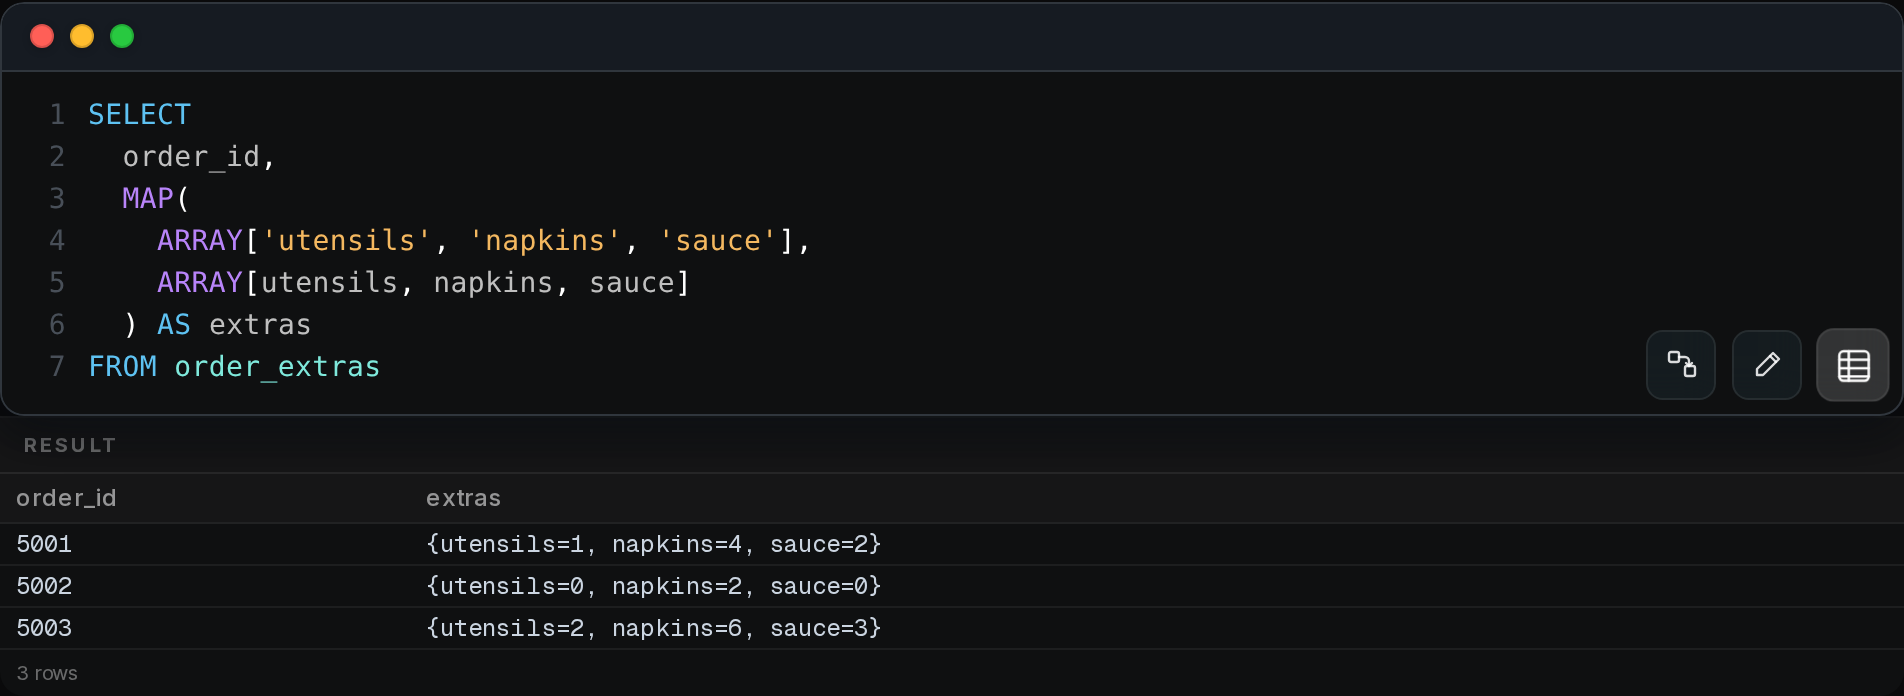 1 SELECT
2   order_id,
3   MAP(
4     ARRAY['utensils', 'napkins', 'sauce'],
5     ARRAY[utensils, napkins, sauce]
6   ) AS extras
7 FROM order_extras
RESULT
order_id extras
5001 {utensils=1, napkins=4, sauce=2}
5002 {utensils=0, napkins=2, sauce=0}
5003 {utensils=2, napkins=6, sauce=3}
3 rows